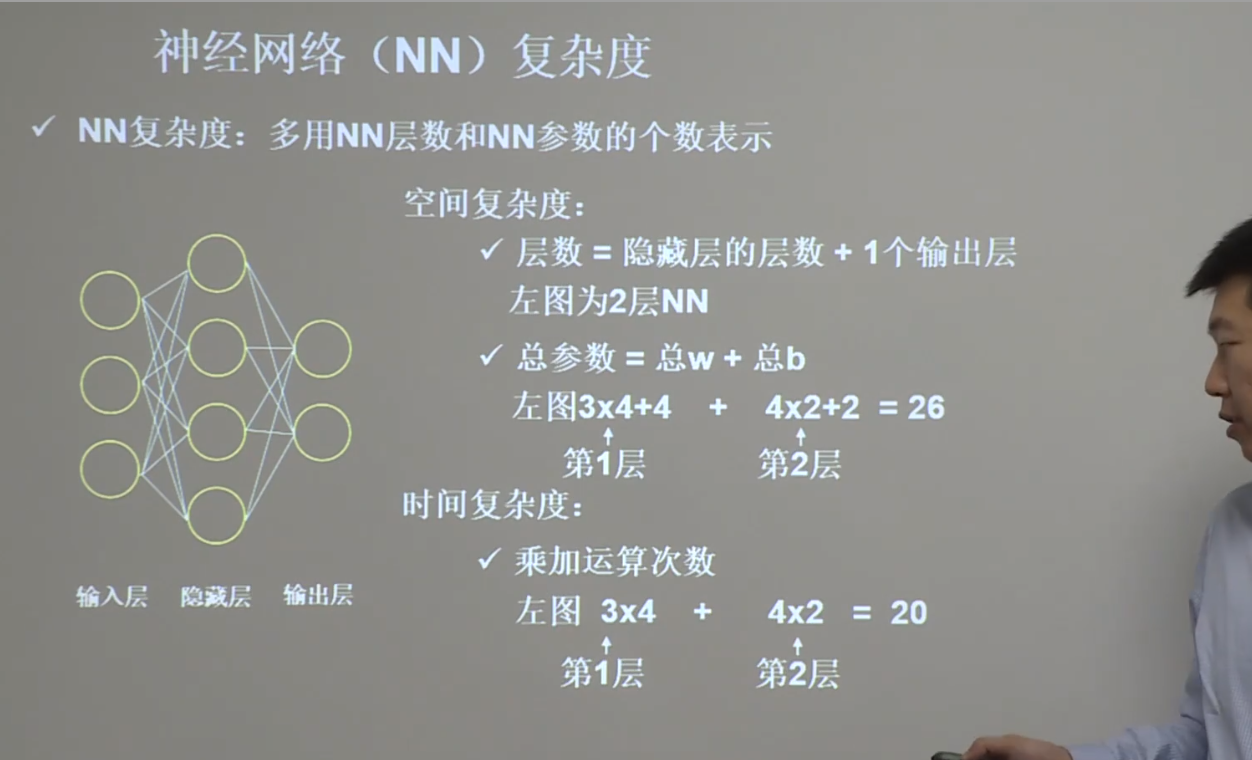 神经网络（NN）复杂度
✓ NN复杂度：多用NN层数和NN参数的个数表示
空间复杂度：
✓ 层数 = 隐藏层的层数 + 1个输出层
左图为2层NN
✓ 总参数 = 总w + 总b
左图3x4+4 + 4x2+2 = 26
第1层 第2层
时间复杂度：
✓ 乘加运算次数
左图 3x4 + 4x2 = 20
第1层 第2层
输入层 隐藏层 输出层